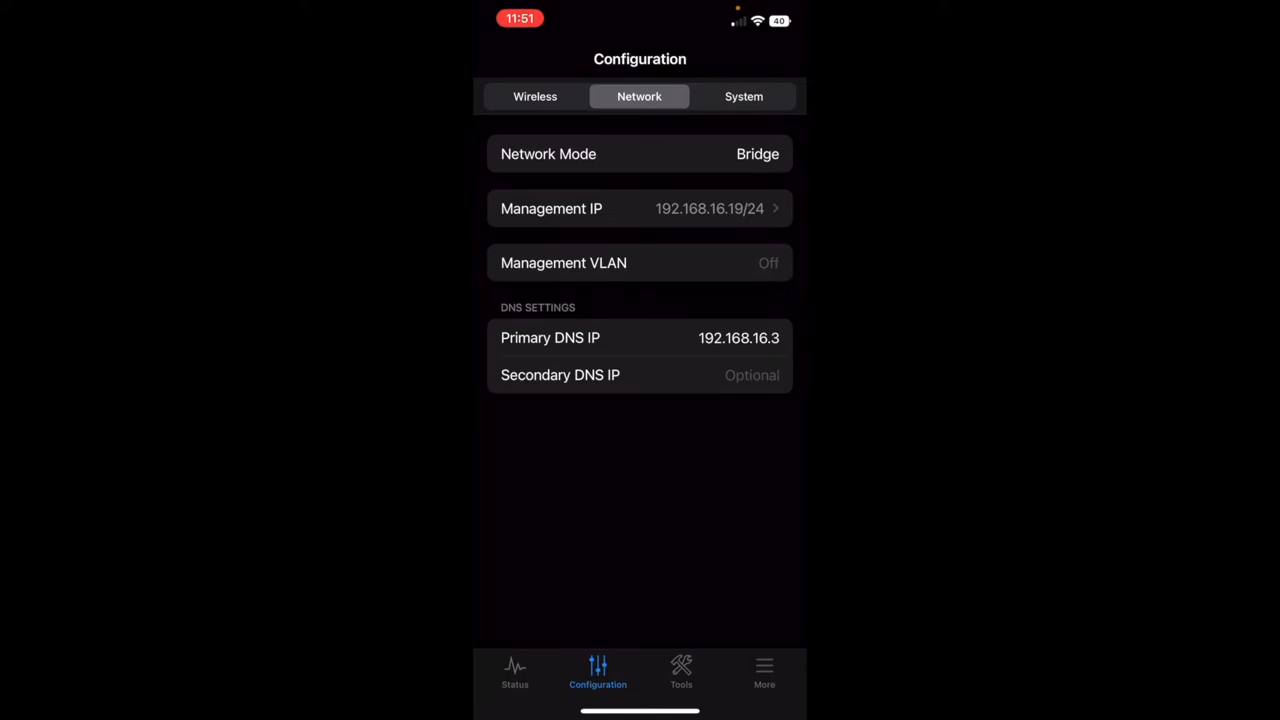 11:51
40
Configuration
Wireless Network System
Network Mode Bridge
Management IP 192.168.16.19/24
Management VLAN Off
DNS SETTINGS
Primary DNS IP 192.168.16.3
Secondary DNS IP Optional
Status Configuration Tools More